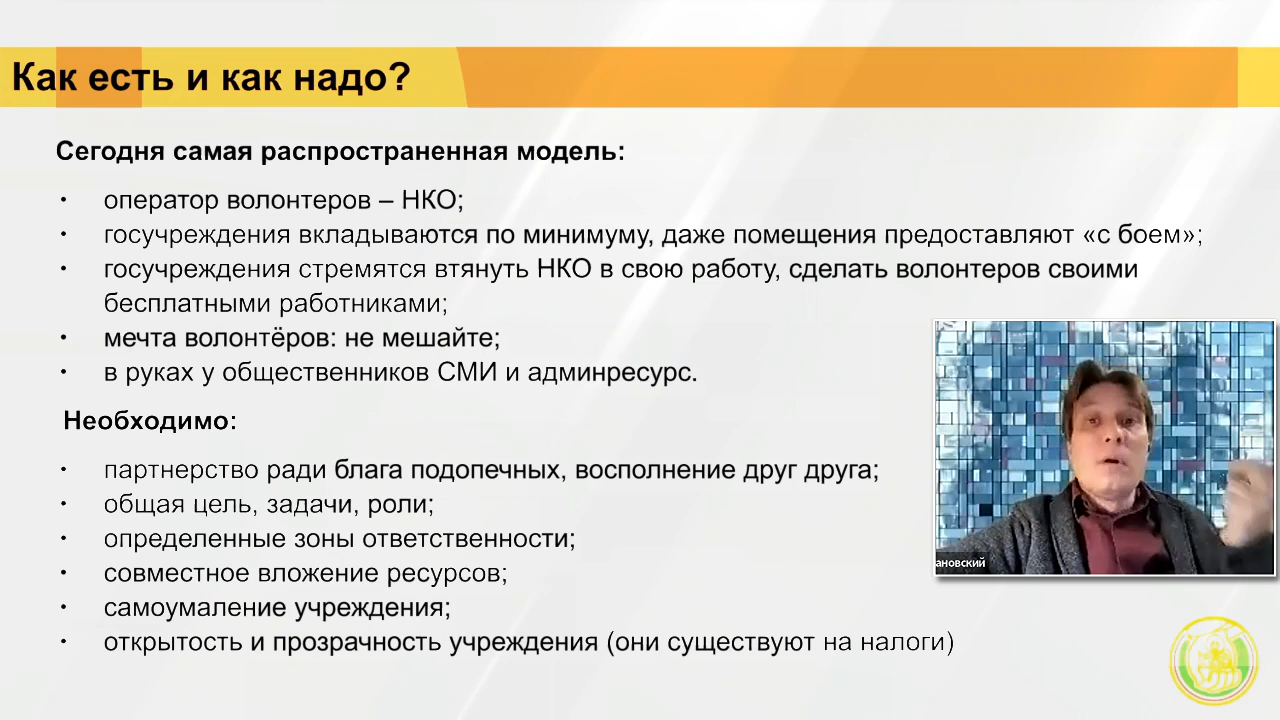 Как есть и как надо?
Сегодня самая распространенная модель:
• оператор волонтеров – НКО;
• госучреждения вкладываются по минимуму, даже помещения предоставляют «с боем»;
• госучреждения стремятся втянуть НКО в свою работу, сделать волонтеров своими
бесплатными работниками;
• мечта волонтёров: не мешайте;
• в руках у общественников СМИ и админресурс.
Необходимо:
• партнерство ради блага подопечных, восполнение друг друга;
• общая цель, задачи, роли;
• определенные зоны ответственности;
• совместное вложение ресурсов;
• самоумаление учреждения;
• открытость и прозрачность учреждения (они существуют на налоги)
ановский